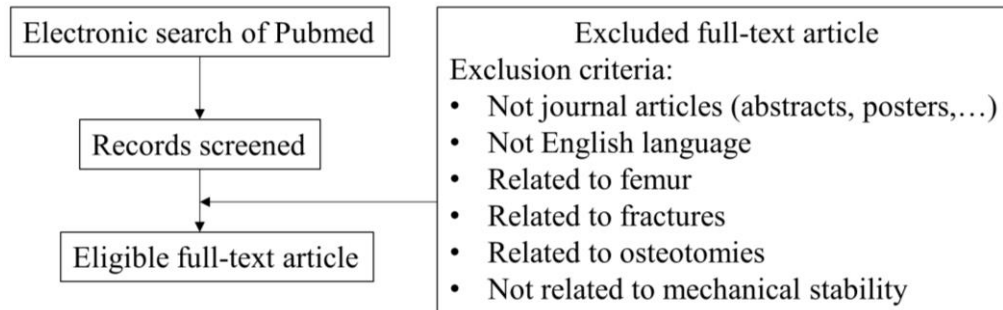 Electronic search of Pubmed
Records screened
Eligible full-text article
Excluded full-text article
Exclusion criteria:
• Not journal articles (abstracts, posters,…)
• Not English language
• Related to femur
• Related to fractures
• Related to osteotomies
• Not related to mechanical stability